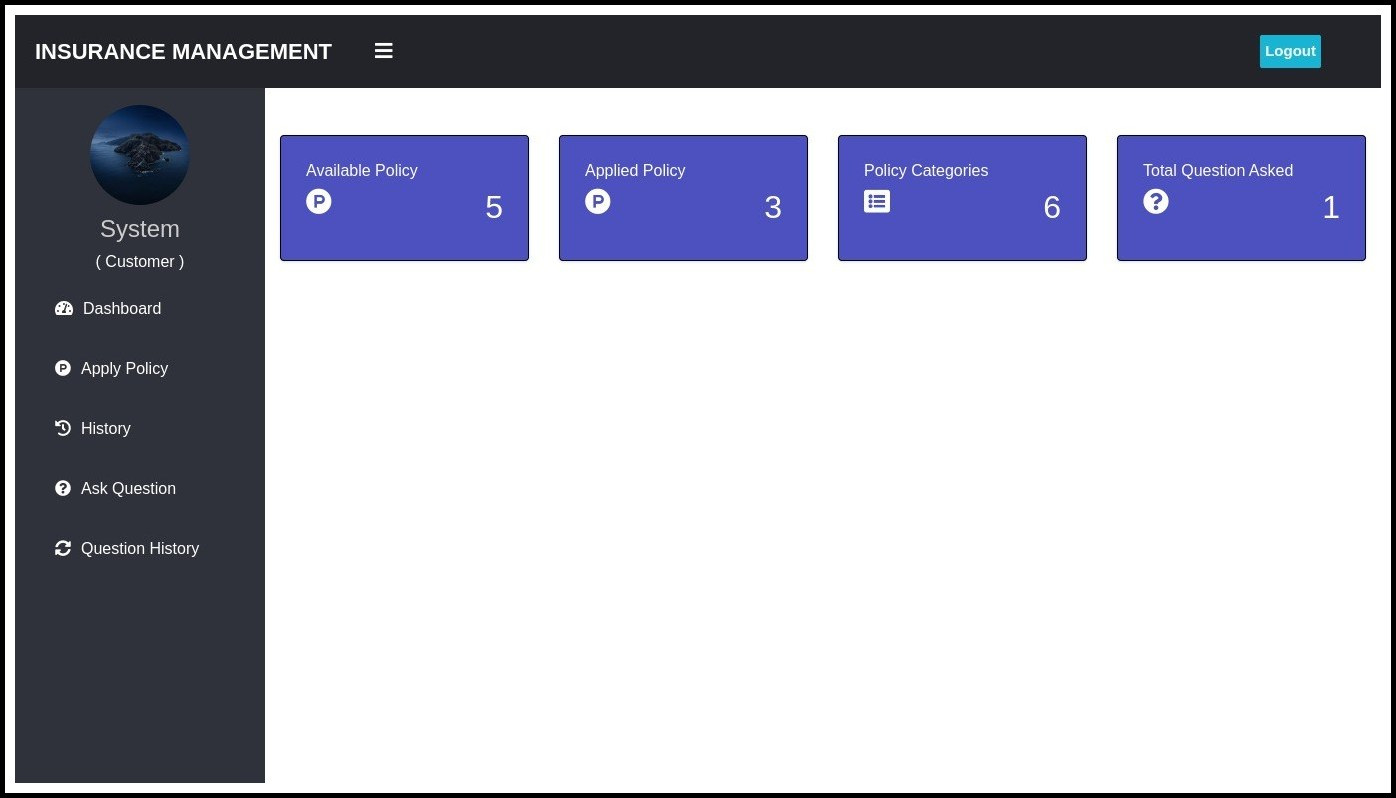 INSURANCE MANAGEMENT
Logout
System
( Customer )
Dashboard
Apply Policy
History
Ask Question
Question History
Available Policy
5
Applied Policy
3
Policy Categories
6
Total Question Asked
1